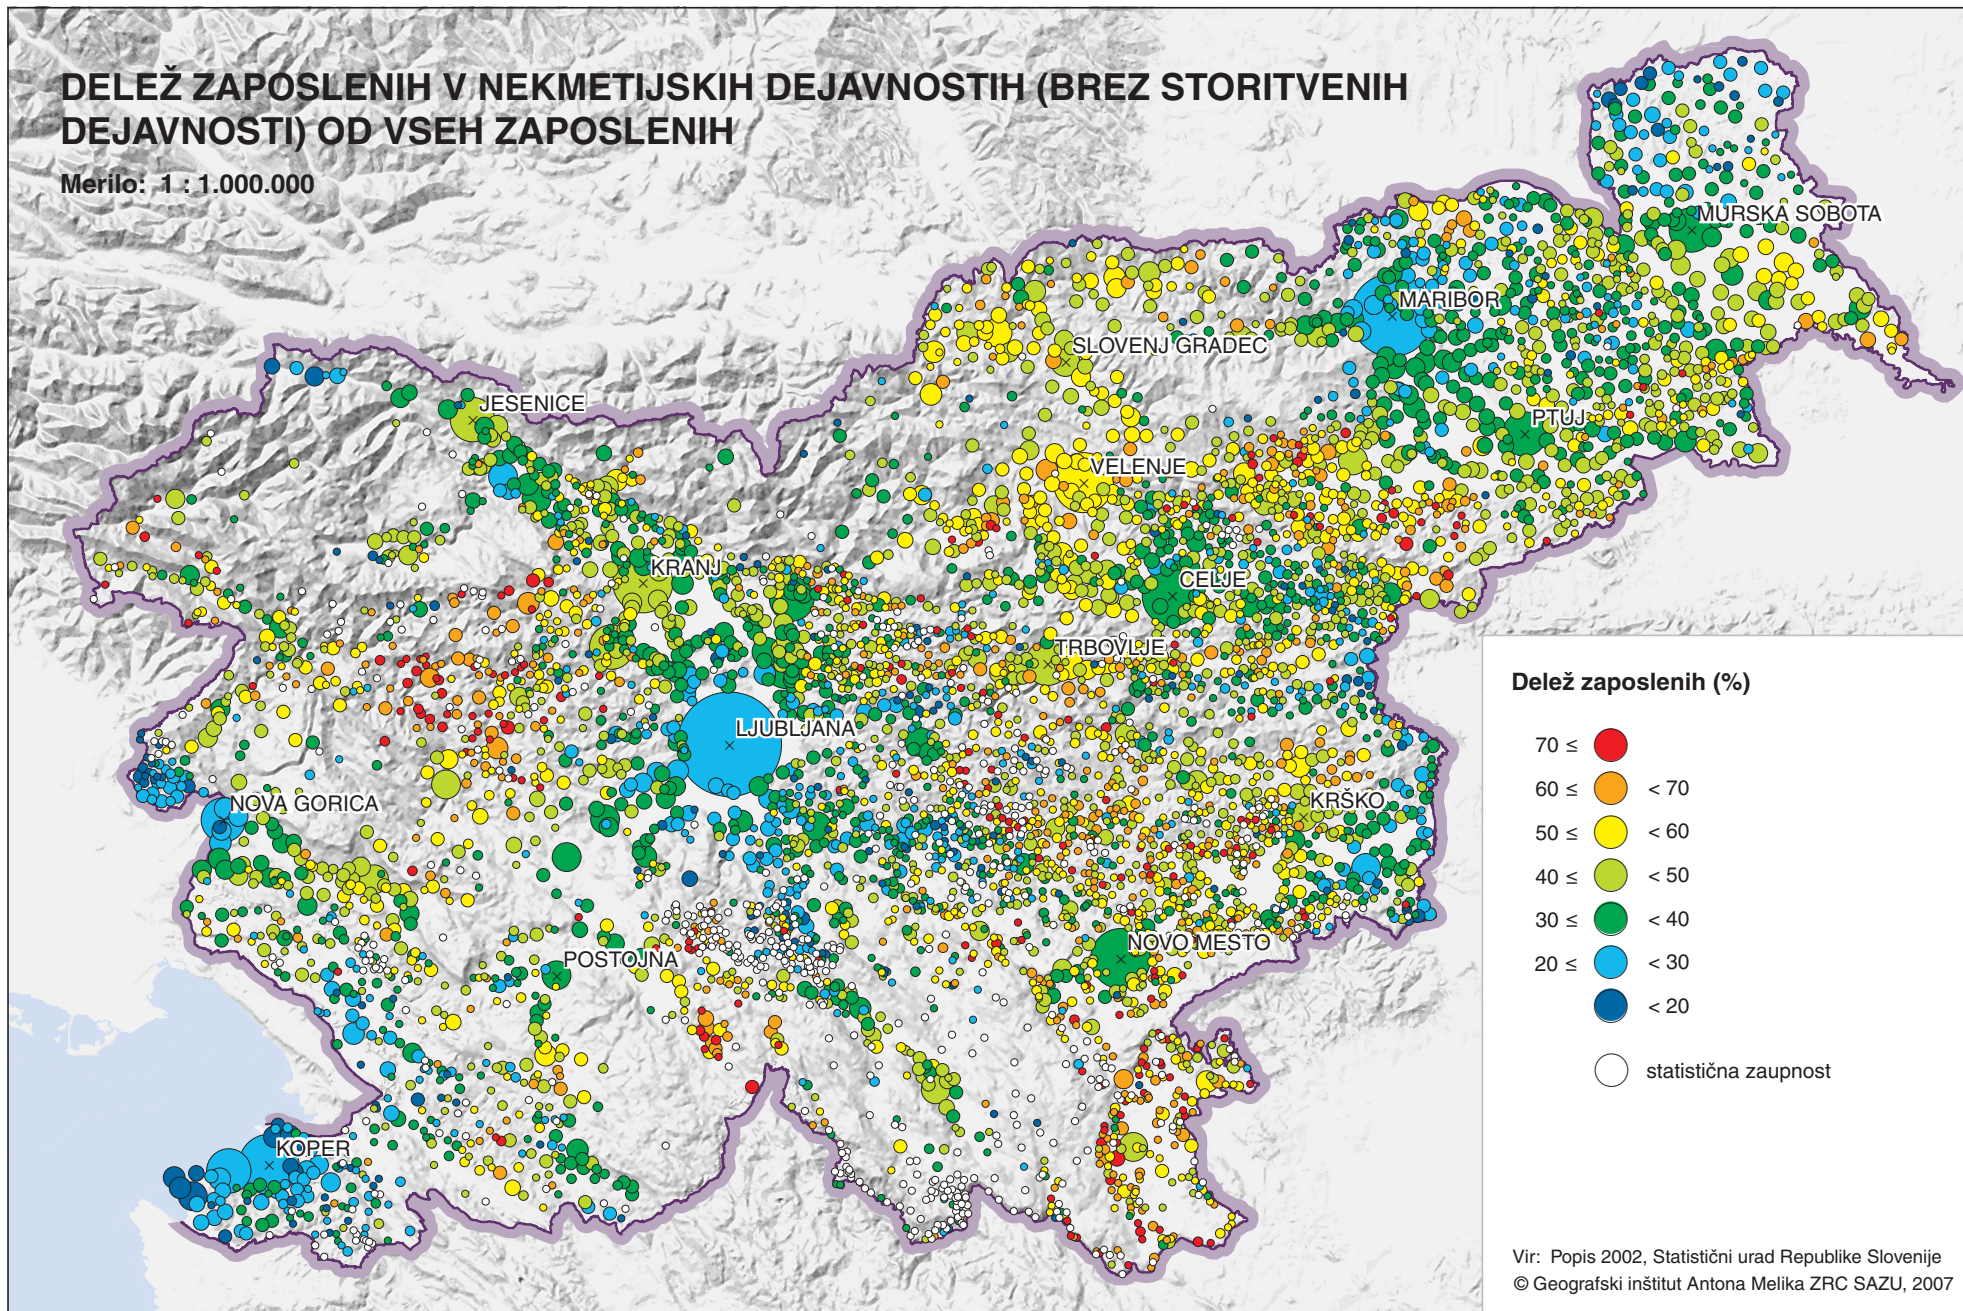 DELEŽ ZAPOSLENIH V NEKMETIJSKIH DEJAVNOSTIH (BREZ STORITVENIH
DEJAVNOSTI) OD VSEH ZAPOSLENIH
Merilo: 1 : 1.000.000
MURSKA SOBOTA
MARIBOR
SLOVENJ GRADEC
JESENICE
PTUJ
VELENJE
KRANJ
CELJE
TRBOVLJE
LJUBLJANA
NOVA GORICA
KRŠKO
NOVO MESTO
POSTOJNA
KOPER
Delež zaposlenih (%)
70 ≤
60 ≤ < 70
50 ≤ < 60
40 ≤ < 50
30 ≤ < 40
20 ≤ < 30
< 20
statistična zaupnost
Vir: Popis 2002, Statistični urad Republike Slovenije
© Geografski inštitut Antona Melika ZRC SAZU, 2007